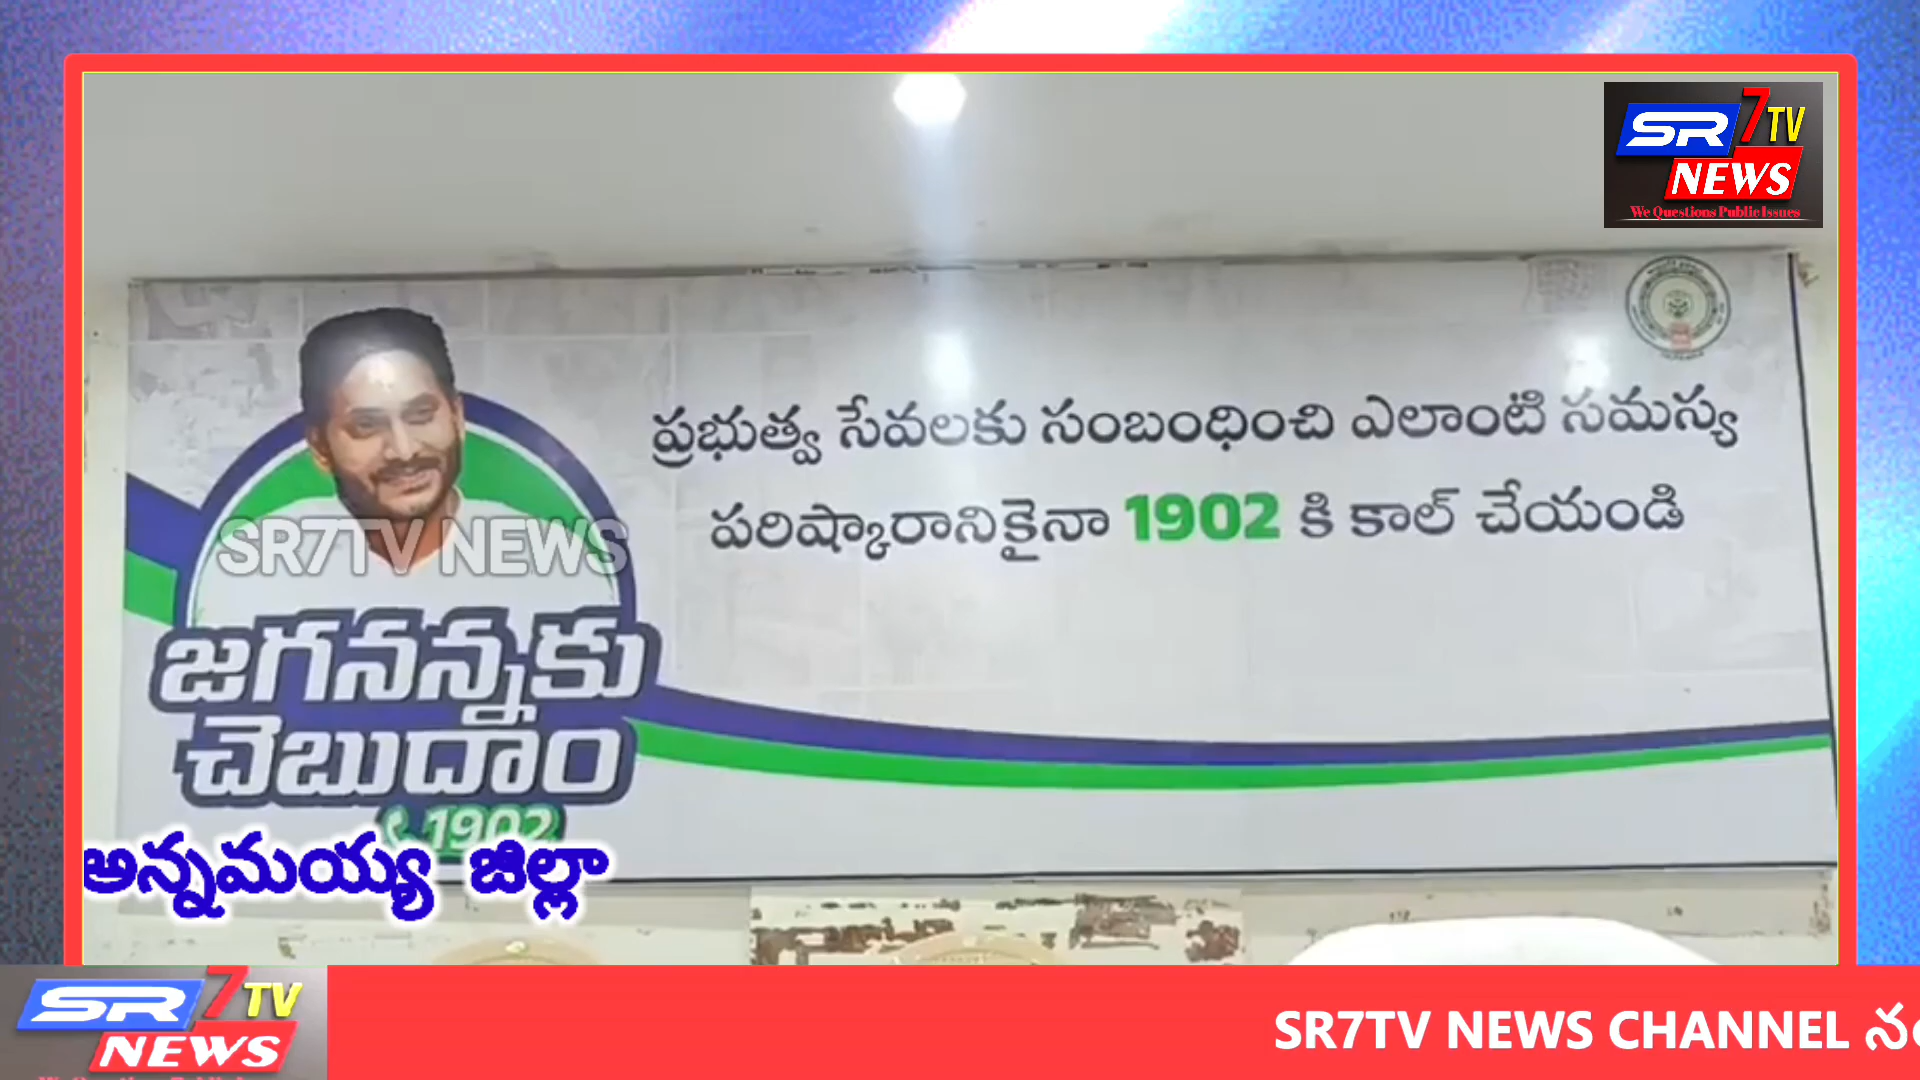 SR7TV
NEWS
We Questions Public Issues
ప్రభుత్వ సేవలకు సంబంధించి ఎలాంటి సమస్య
పరిష్కారానికైనా 1902 కి కాల్ చేయండి
SR7TV NEWS
జగనన్నకు
చెబుదాం
1902
అన్నమయ్య జిల్లా
SR7TV
NEWS
SR7TV NEWS CHANNEL